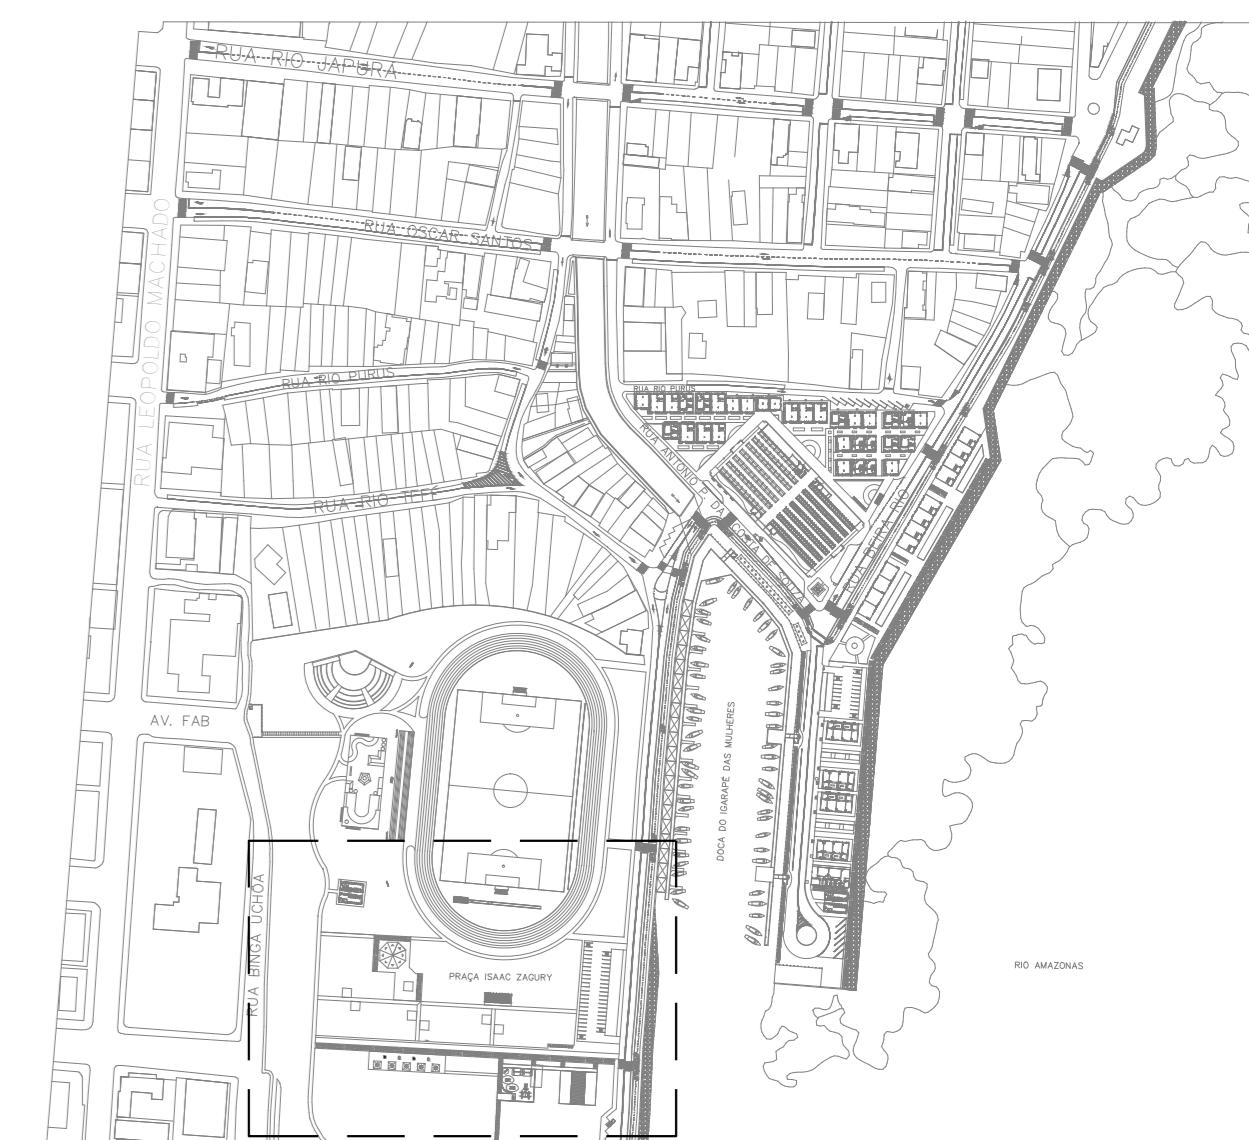 RUA RIO JAPURA
RUA LEOPOLDO MACHADO
RUA OSCAR SANTOS
RUA RIO PURUS
RUA RIO PURUS
RUA ANTONIO P. DA COSTA DE SOUZA
RUA RIO TEFÉ
RUA BEIRA RIO
AV. FAB
DOCA DO IGARAPÉ DAS MULHERES
RUA BINGA UCHÔA
PRAÇA ISAAC ZAGURY
RIO AMAZONAS